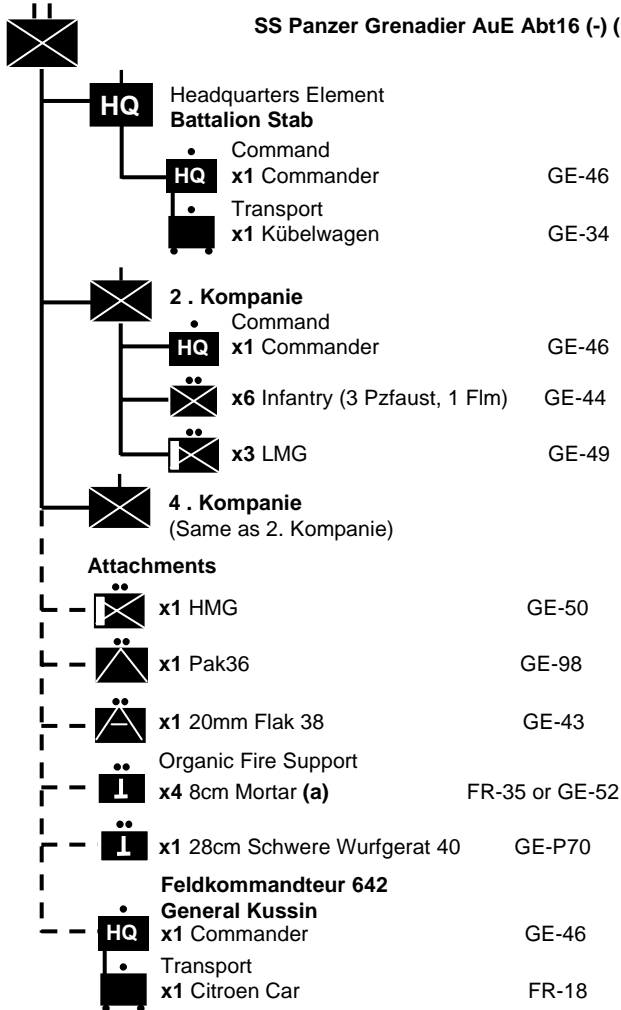 SS Panzer Grenadier AuE Abt16 (-) (
HQ
Headquarters Element
Battalion Stab
Command
HQ x1 Commander GE-46
Transport
x1 Kübelwagen GE-34
2 . Kompanie
Command
HQ x1 Commander GE-46
x6 Infantry (3 Pzfaust, 1 Flm) GE-44
x3 LMG GE-49
4 . Kompanie
(Same as 2. Kompanie)
Attachments
x1 HMG GE-50
x1 Pak36 GE-98
x1 20mm Flak 38 GE-43
Organic Fire Support
x4 8cm Mortar (a) FR-35 or GE-52
x1 28cm Schwere Wurfgerat 40 GE-P70
Feldkommandteur 642
General Kussin
HQ x1 Commander GE-46
Transport
x1 Citroen Car FR-18